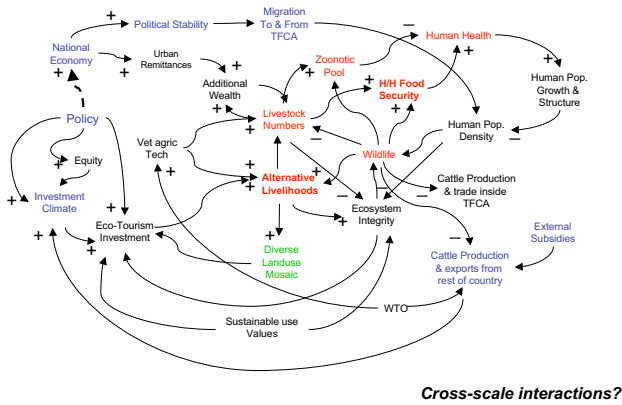 Migration
To & From
TFCA
Political Stability
+
National
Economy
+
+
+
Urban
Remittances
+
Additional
Wealth
+
+
Zoonotic
Pool
+
−
Human Health
+
+
H/H Food
Security
+
+
Human Pop.
Growth &
Structure
−
Human Pop.
Density
−
Livestock
Numbers
+
+
−
Policy
Vet agric
Tech
+
+
Equity
+
+
Investment
Climate
+
+
Eco-Tourism
Investment
+
+
+
Alternative
Livelihoods
+
+
Wildlife
−
−
−
Cattle Production
& trade inside
TFCA
Ecosystem
Integrity
−
+
+
+
Diverse
Landuse
Mosaic
−
External
Subsidies
Cattle Production
& exports from
rest of country
+
WTO
Sustainable use
Values
Cross-scale interactions?